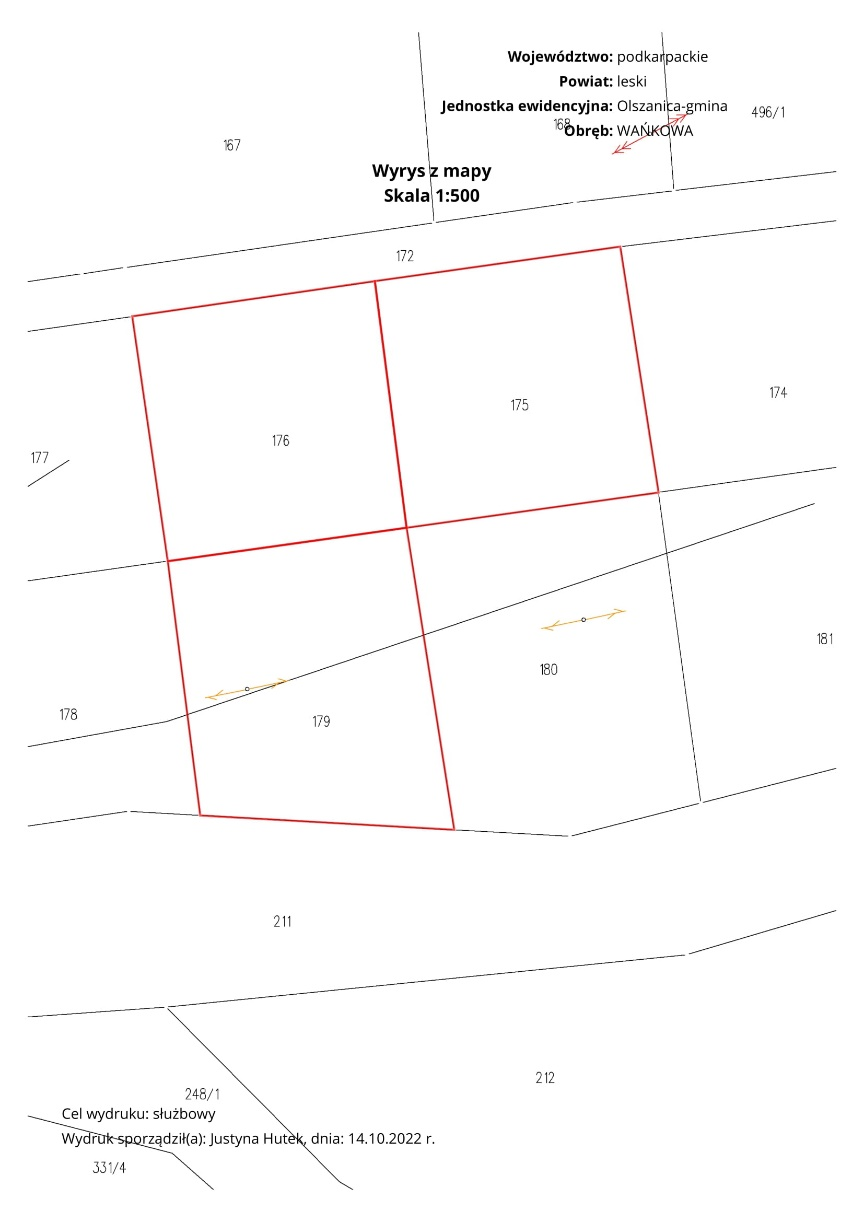 Województwo: podkarpackie
Powiat: leski
Jednostka ewidencyjna: Olszanica-gmina
Obręb: WAŃKOWA
496/1
168
167
Wyrys z mapy
Skala 1:500
172
175
174
176
177
181
180
178
179
211
212
248/1
Cel wydruku: służbowy
Wydruk sporządził(a): Justyna Hutek, dnia: 14.10.2022 r.
331/4